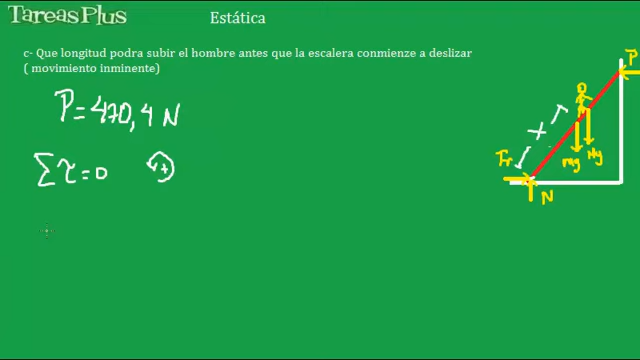 TareasPlus
Estática
c- Que longitud podra subir el hombre antes que la escalera conmienze a deslizar
( movimiento inminente)
P = 470,4 N
∑τ = 0 +
P
x
Fr
mg
Mg
N